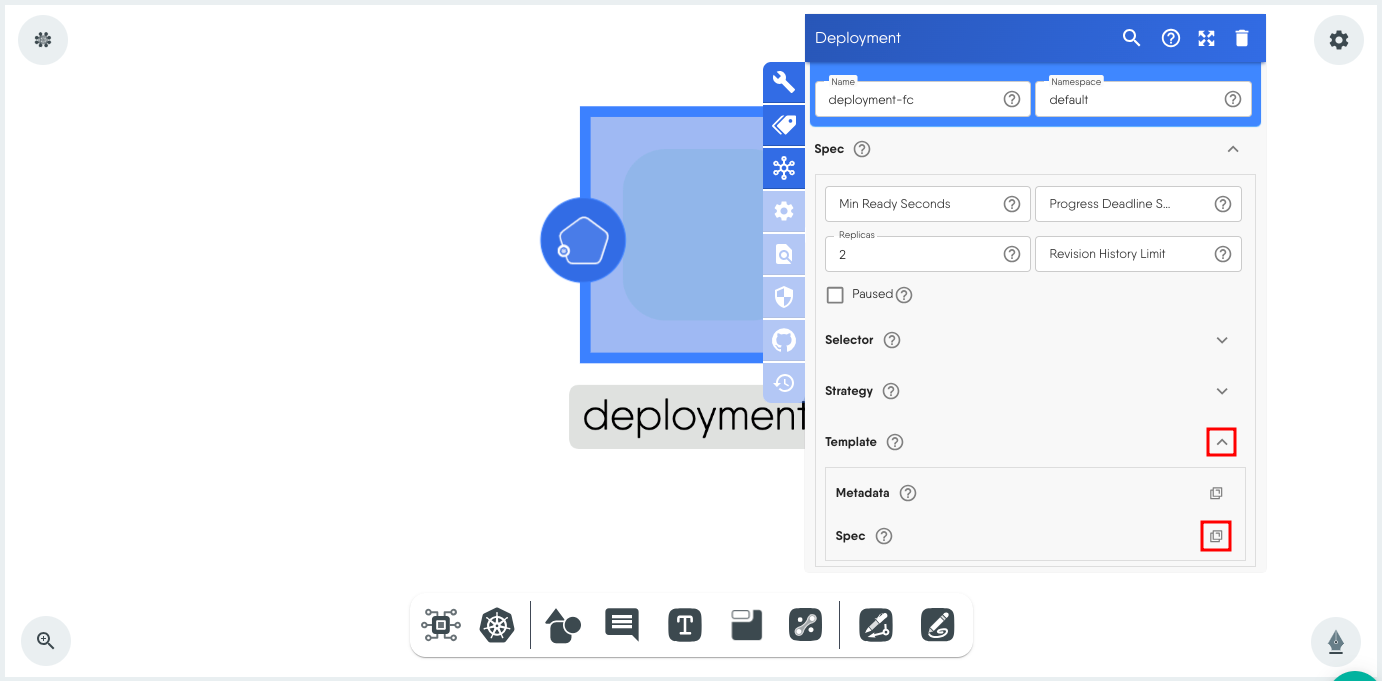 Deployment
Name
Namespace
deployment-fc
default
Spec
Min Ready Seconds
Progress Deadline S...
Replicas
2
Revision History Limit
Paused
Selector
Strategy
deployment
Template
Metadata
Spec
T